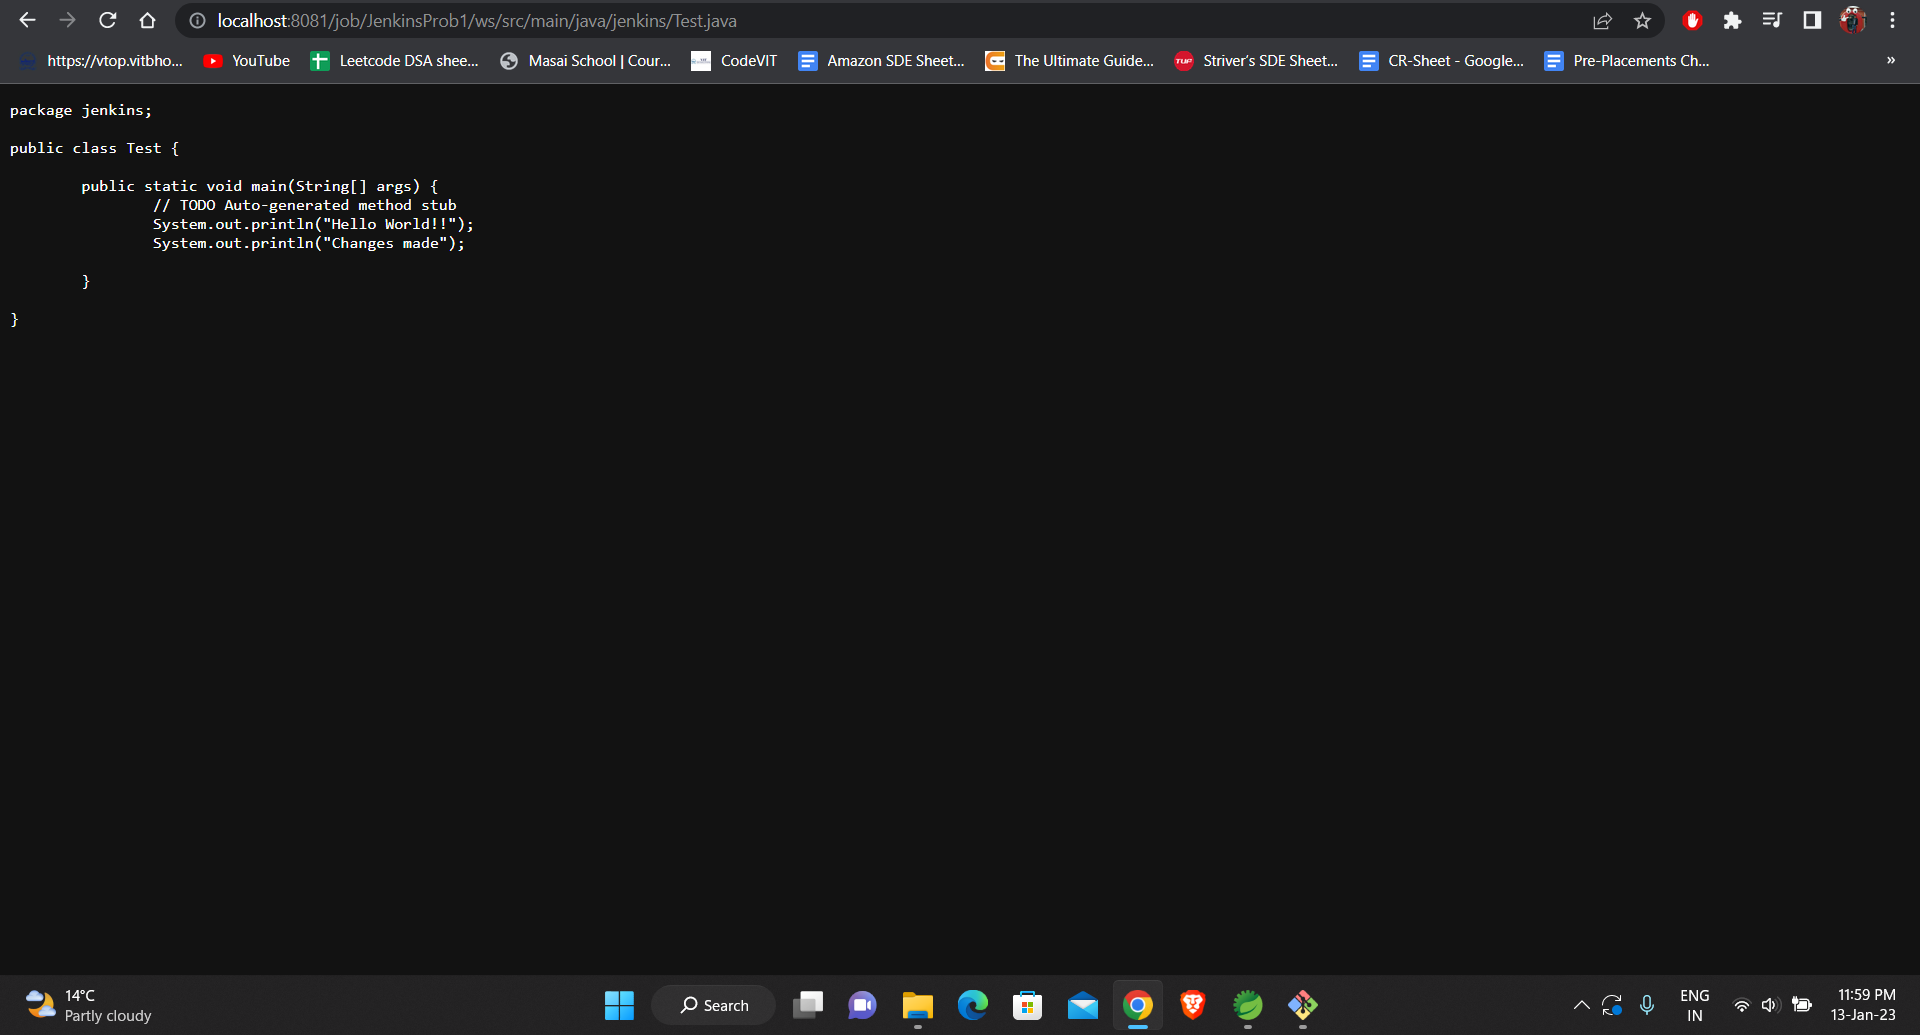 localhost:8081/job/JenkinsProb1/ws/src/main/java/jenkins/Test.java
https://vtop.vitbho... YouTube Leetcode DSA shee... Masai School | Cour... CodeVIT Amazon SDE Sheet... The Ultimate Guide... TUF Striver's SDE Sheet... CR-Sheet - Google... Pre-Placements Ch... »
package jenkins;
public class Test {
public static void main(String[] args) {
// TODO Auto-generated method stub
System.out.println("Hello World!!");
System.out.println("Changes made");
}
}
14°C
Partly cloudy
Search
ENG
IN
11:59 PM
13-Jan-23